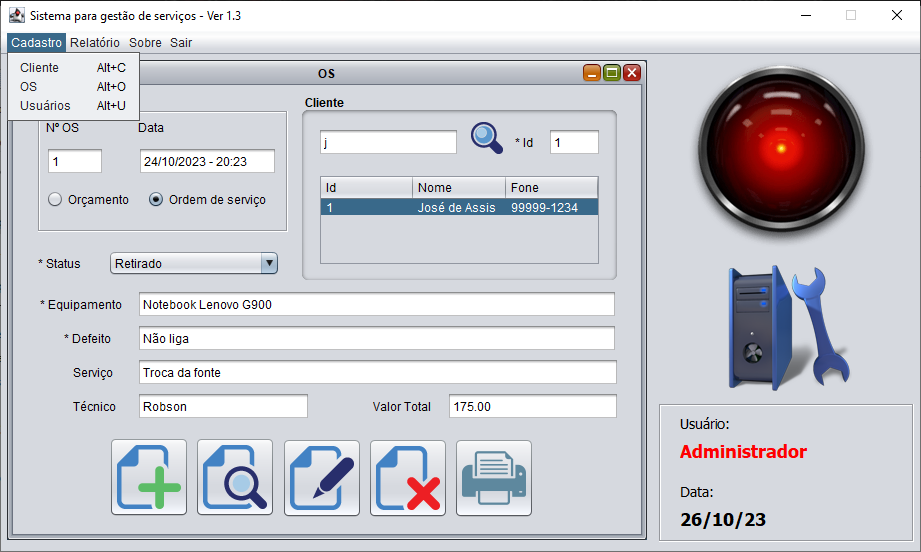 Sistema para gestão de serviços - Ver 1.3
Cadastro Relatório Sobre Sair
Cliente Alt+C
OS Alt+O
Usuários Alt+U
OS
Nº OS Data
1 24/10/2023 - 20:23
Orçamento Ordem de serviço
Cliente
j * Id 1
Id Nome Fone
1 José de Assis 99999-1234
* Status Retirado
* Equipamento Notebook Lenovo G900
* Defeito Não liga
Serviço Troca da fonte
Técnico Robson Valor Total 175.00
Usuário:
Administrador
Data:
26/10/23